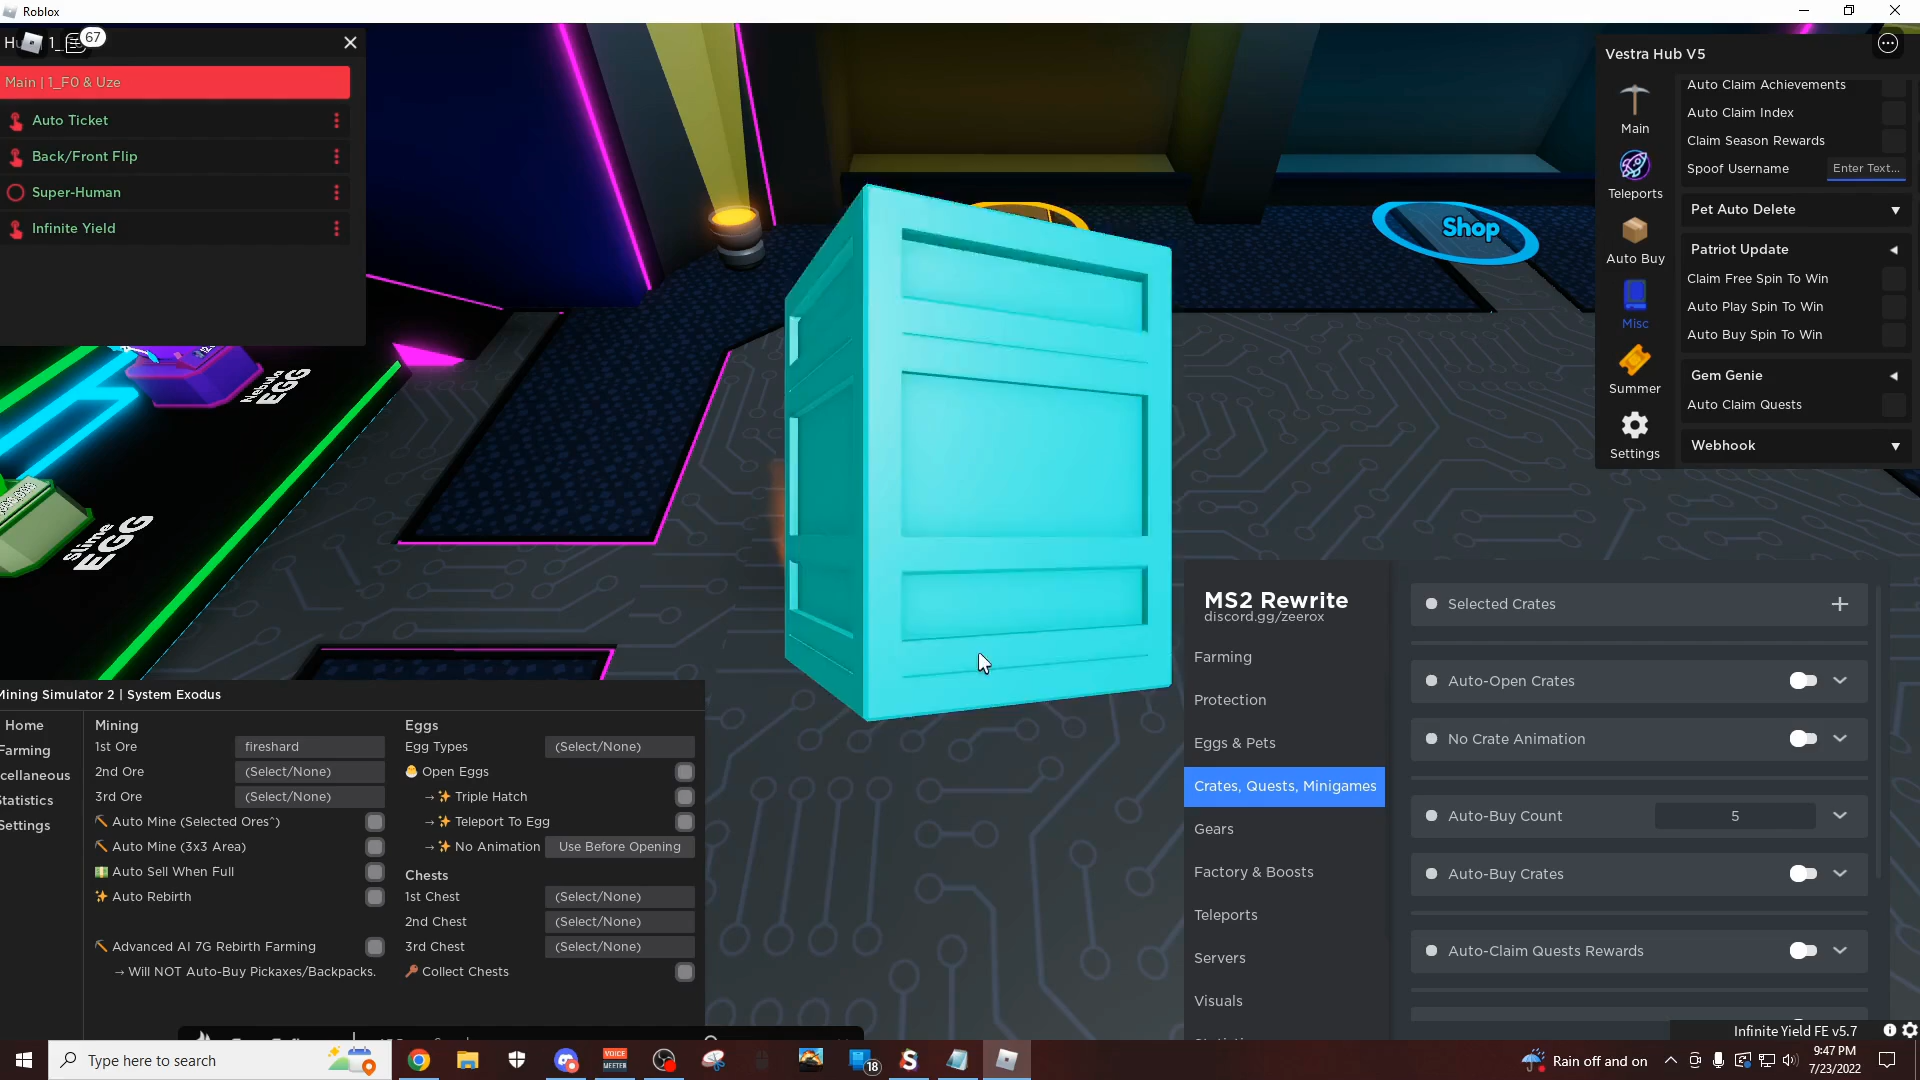 Roblox
67
Main | 1_F0 & Uze
Auto Ticket
Back/Front Flip
Super-Human
Infinite Yield
Nebula
EGG
Slime
EGG
Shop
Vestra Hub V5
Main
Teleports
Auto Buy
Misc
Summer
Settings
Auto Claim Achievements
Auto Claim Index
Claim Season Rewards
Spoof Username Enter Text...
Pet Auto Delete
Patriot Update
Claim Free Spin To Win
Auto Play Spin To Win
Auto Buy Spin To Win
Gem Genie
Auto Claim Quests
Webhook
Mining Simulator 2 | System Exodus
Home
Farming
cellaneous
Statistics
Settings
Mining
1st Ore fireshard
2nd Ore (Select/None)
3rd Ore (Select/None)
Auto Mine (Selected Ores^)
Auto Mine (3x3 Area)
Auto Sell When Full
Auto Rebirth
Advanced AI 7G Rebirth Farming
→ Will NOT Auto-Buy Pickaxes/Backpacks.
Eggs
Egg Types (Select/None)
Open Eggs
→ Triple Hatch
→ Teleport To Egg
→ No Animation Use Before Opening
Chests
1st Chest (Select/None)
2nd Chest (Select/None)
3rd Chest (Select/None)
Collect Chests
MS2 Rewrite
discord.gg/zeerox
Farming
Protection
Eggs & Pets
Crates, Quests, Minigames
Gears
Factory & Boosts
Teleports
Servers
Visuals
Selected Crates
Auto-Open Crates
No Crate Animation
Auto-Buy Count 5
Auto-Buy Crates
Auto-Claim Quests Rewards
Infinite Yield FE v5.7
Type here to search
VOICE
MEETER
18
Rain off and on
9:47 PM
7/23/2022